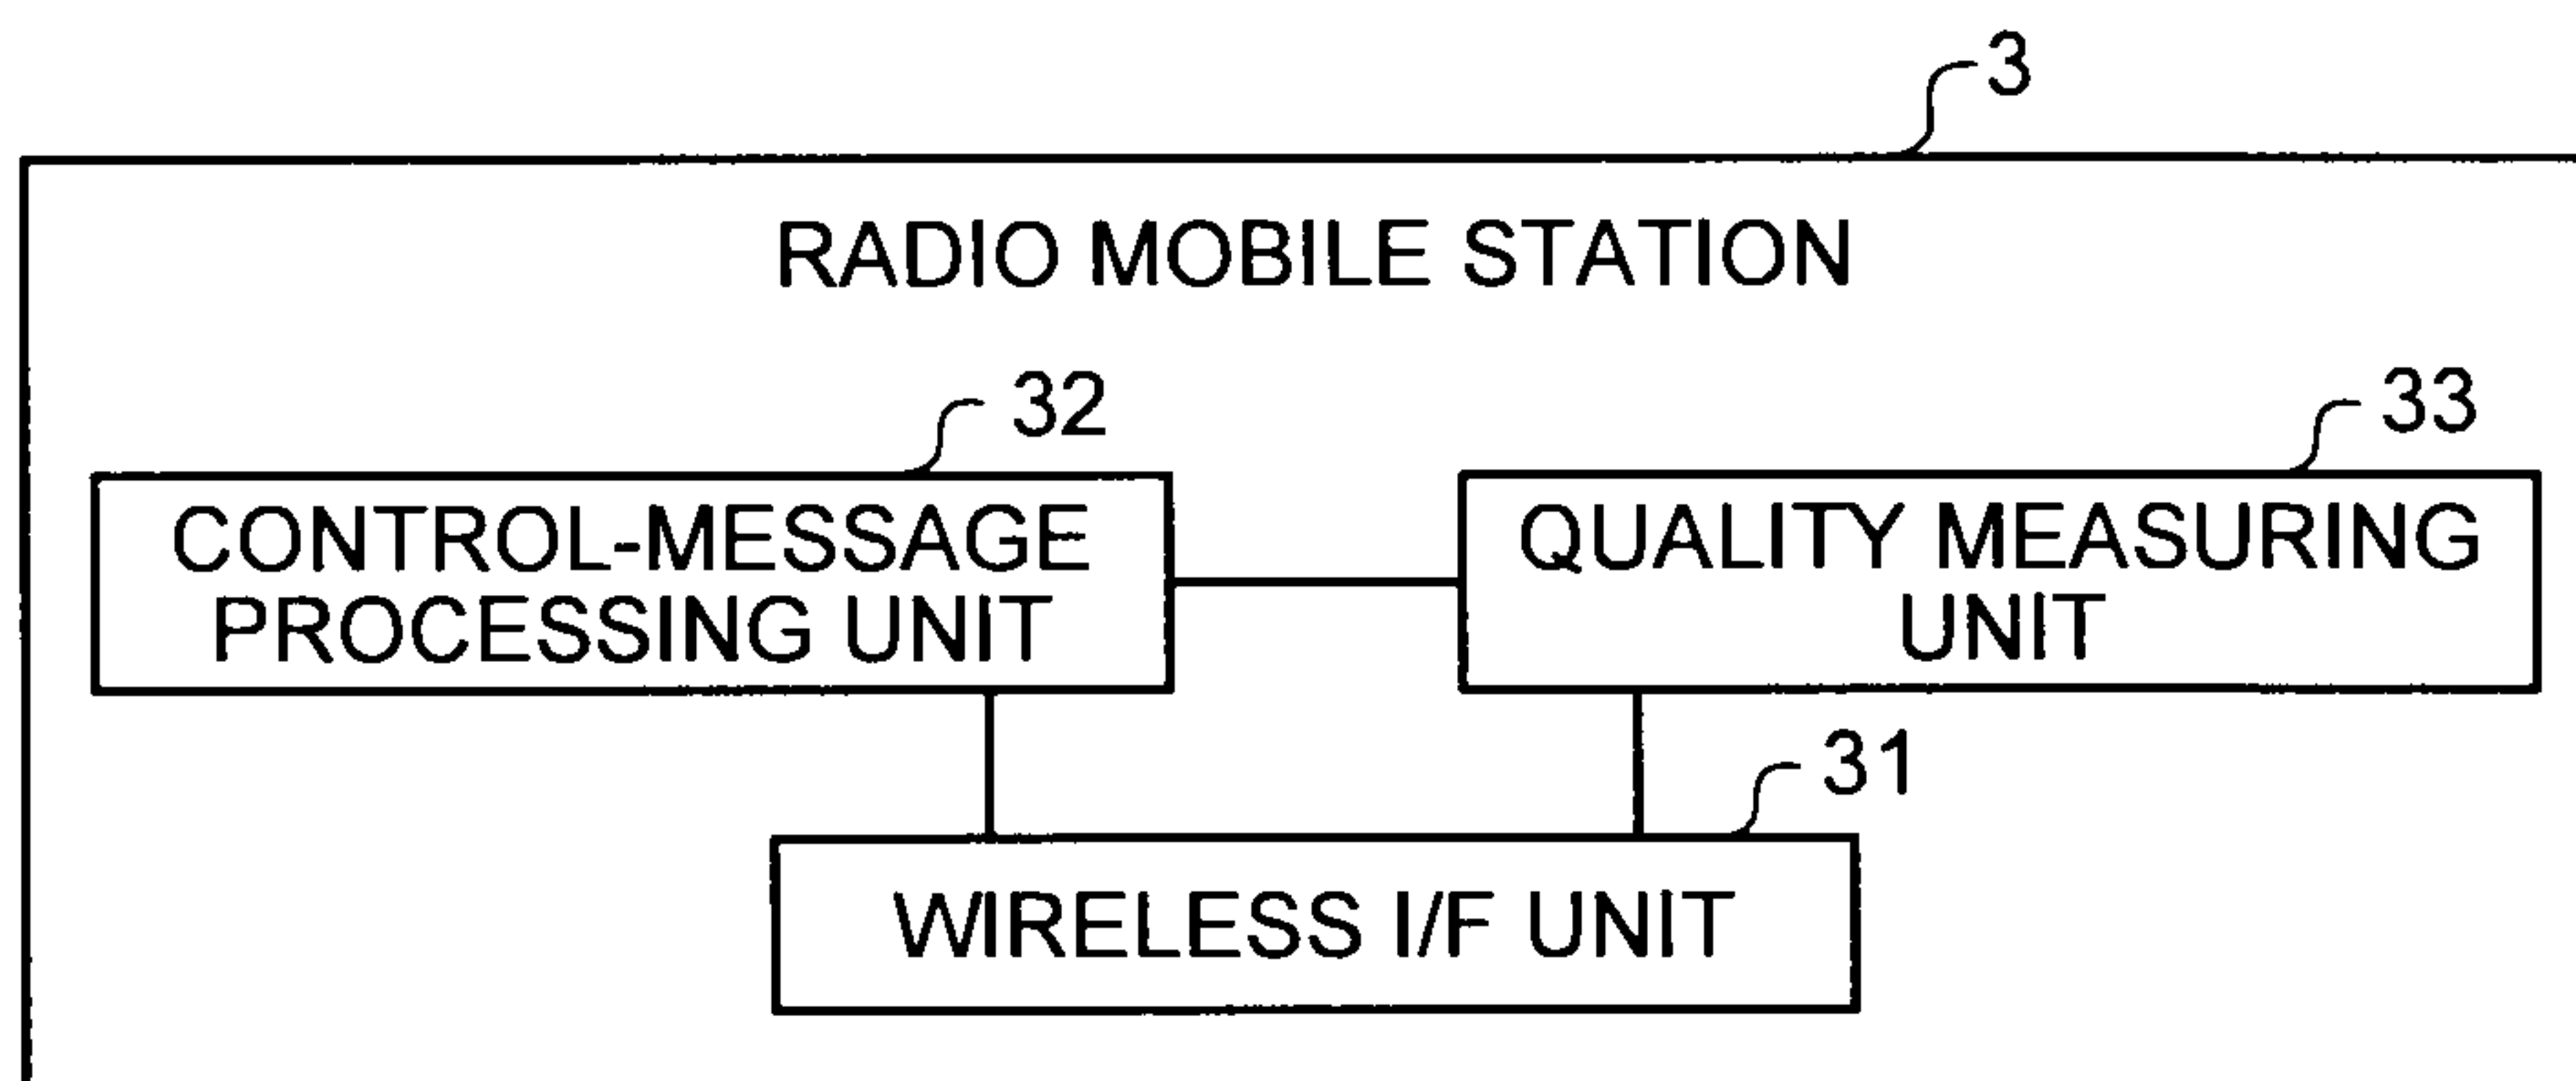 3
RADIO MOBILE STATION
32
33
CONTROL-MESSAGE
PROCESSING UNIT
QUALITY MEASURING
UNIT
31
WIRELESS I/F UNIT